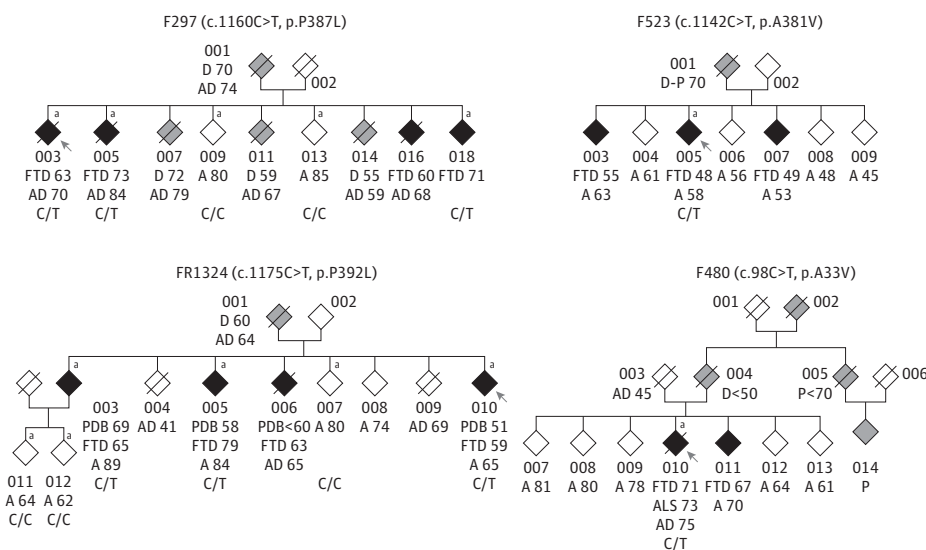 F297 (c.1160C>T, p.P387L)
001
D 70
AD 74
002
a a a a a
003 005 007 009 011 013 014 016 018
FTD 63 FTD 73 D 72 A 80 D 59 A 85 D 55 FTD 60 FTD 71
AD 70 AD 84 AD 79 AD 67 AD 59 AD 68
C/T C/T C/C C/C C/T
F523 (c.1142C>T, p.A381V)
001
D-P 70
002
a
003 004 005 006 007 008 009
FTD 55 A 61 FTD 48 A 56 FTD 49 A 48 A 45
A 63 A 58 A 53
C/T
FR1324 (c.1175C>T, p.P392L)
001
D 60
AD 64
002
a a a a
003 004 005 006 007 008 009 010
PDB 69 AD 41 PDB 58 PDB<60 A 80 A 74 AD 69 PDB 51
FTD 65 FTD 79 FTD 63 FTD 59
A 89 A 84 AD 65 A 65
C/T C/T C/C C/T
a a
011 012
A 64 A 62
C/C C/C
F480 (c.98C>T, p.A33V)
001 002
003 004 005 006
AD 45 D<50 P<70
a
007 008 009 010 011 012 013 014
A 81 A 80 A 78 FTD 71 FTD 67 A 64 A 61 P
ALS 73 A 70
AD 75
C/T